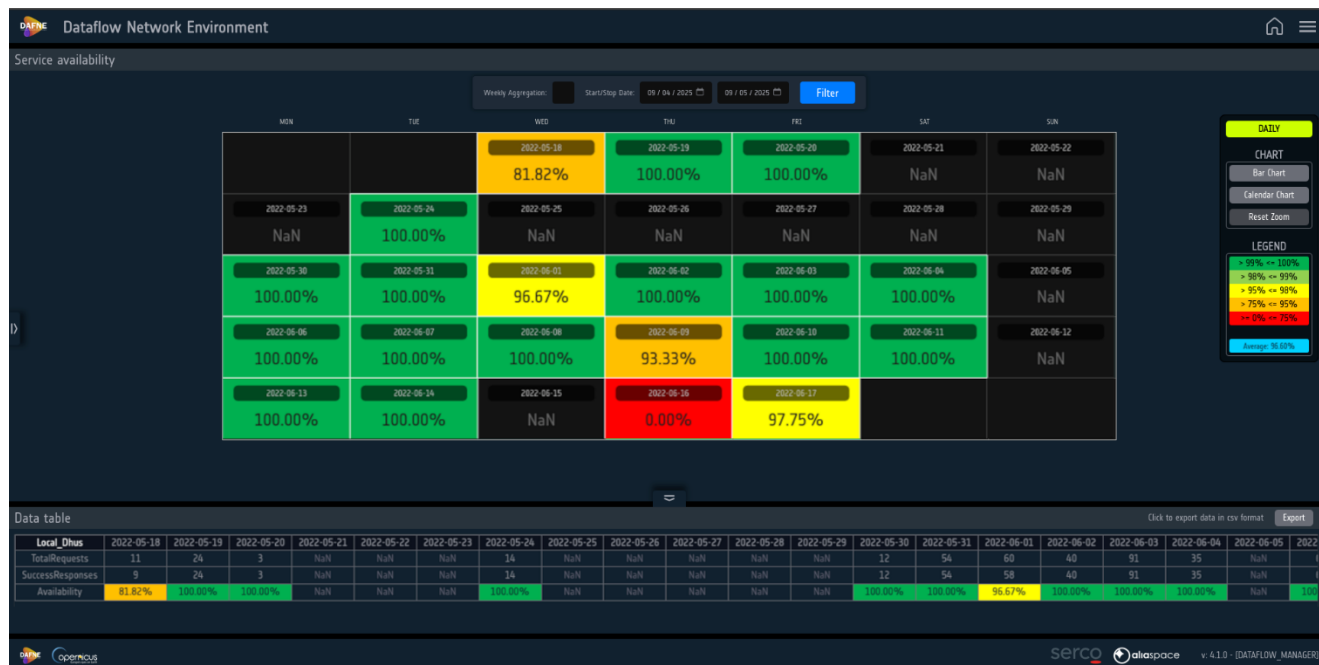 DAFNE Dataflow Network Environment
Service availability
Weekly Aggregation: Start/Stop Date: 09 / 04 / 2025 09 / 05 / 2025 Filter
MON TUE WED THU FRI SAT SUN
2022-05-18 2022-05-19 2022-05-20 2022-05-21 2022-05-22
81.82% 100.00% 100.00% NaN NaN
2022-05-23 2022-05-24 2022-05-25 2022-05-26 2022-05-27 2022-05-28 2022-05-29
NaN 100.00% NaN NaN NaN NaN NaN
2022-05-30 2022-05-31 2022-06-01 2022-06-02 2022-06-03 2022-06-04 2022-06-05
100.00% 100.00% 96.67% 100.00% 100.00% 100.00% NaN
2022-06-06 2022-06-07 2022-06-08 2022-06-09 2022-06-10 2022-06-11 2022-06-12
100.00% 100.00% 100.00% 93.33% 100.00% 100.00% NaN
2022-06-13 2022-06-14 2022-06-15 2022-06-16 2022-06-17
100.00% 100.00% NaN 0.00% 97.75%
DAILY
CHART
Bar Chart
Calendar Chart
Reset Zoom
LEGEND
> 99% <= 100%
> 98% <= 99%
> 95% <= 98%
> 75% <= 95%
>= 0% <= 75%
Average: 96.60%
Data table Click to export data in csv format Export
Local_Dhus 2022-05-18 2022-05-19 2022-05-20 2022-05-21 2022-05-22 2022-05-23 2022-05-24 2022-05-25 2022-05-26 2022-05-27 2022-05-28 2022-05-29 2022-05-30 2022-05-31 2022-06-01 2022-06-02 2022-06-03 2022-06-04 2022-06-05 2022
TotalRequests 11 24 3 NaN NaN NaN 14 NaN NaN NaN NaN NaN 12 54 60 40 91 35 NaN
SuccessResponses 9 24 3 NaN NaN NaN 14 NaN NaN NaN NaN NaN 12 54 58 40 91 35 NaN
Availability 81.82% 100.00% 100.00% NaN NaN NaN 100.00% NaN NaN NaN NaN NaN 100.00% 100.00% 96.67% 100.00% 100.00% 100.00% NaN 100
DAFNE opernicus serco aliaspace v: 4.1.0 - [DATAFLOW_MANAGER]